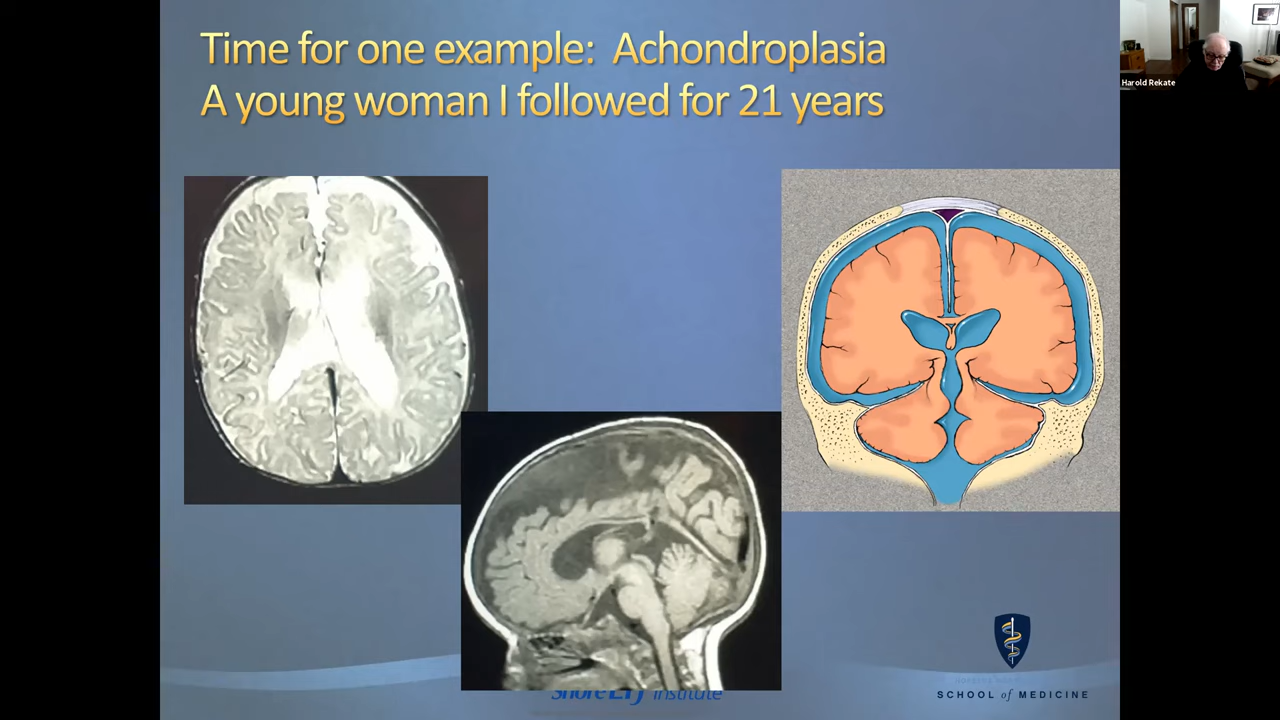 Time for one example: Achondroplasia
A young woman I followed for 21 years
Harold Rekate
SCHOOL of MEDICINE
Institute